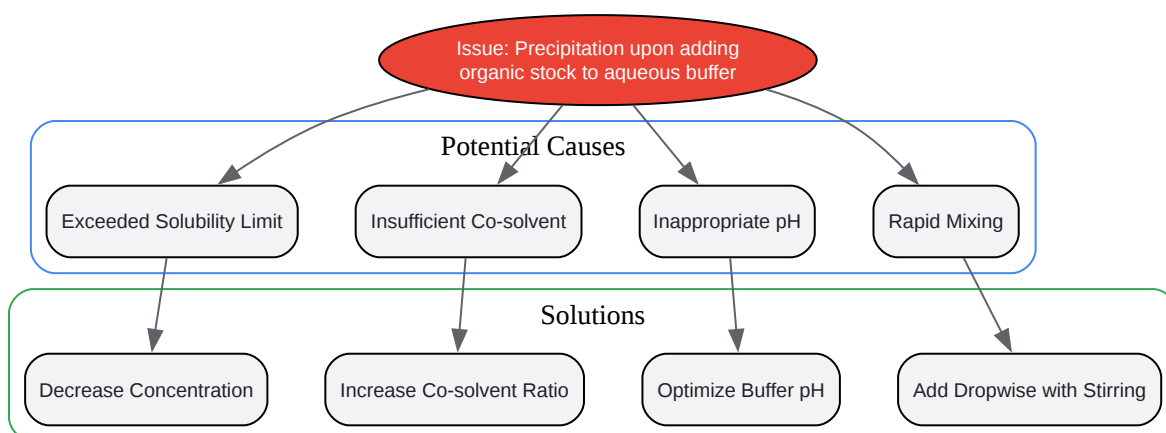 Issue: Precipitation upon adding
organic stock to aqueous buffer
Potential Causes
Exceeded Solubility Limit
Insufficient Co-solvent
Inappropriate pH
Rapid Mixing
Solutions
Decrease Concentration
Increase Co-solvent Ratio
Optimize Buffer pH
Add Dropwise with Stirring